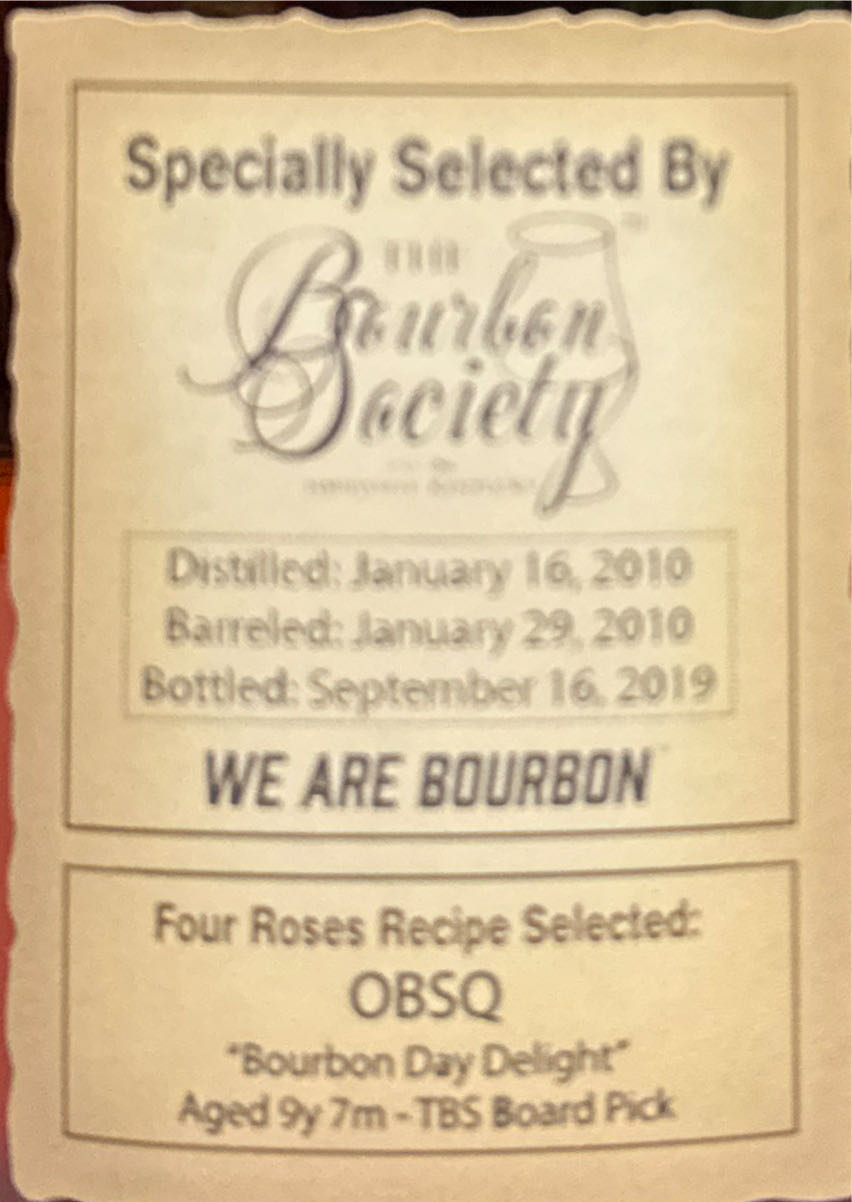 Specially Selected By
THE
Bourbon
Society
Distilled: January 16, 2010
Barreled: January 29, 2010
Bottled: September 16, 2019
WE ARE BOURBON
Four Roses Recipe Selected:
OBSQ
"Bourbon Day Delight"
Aged 9y 7m - TBS Board Pick